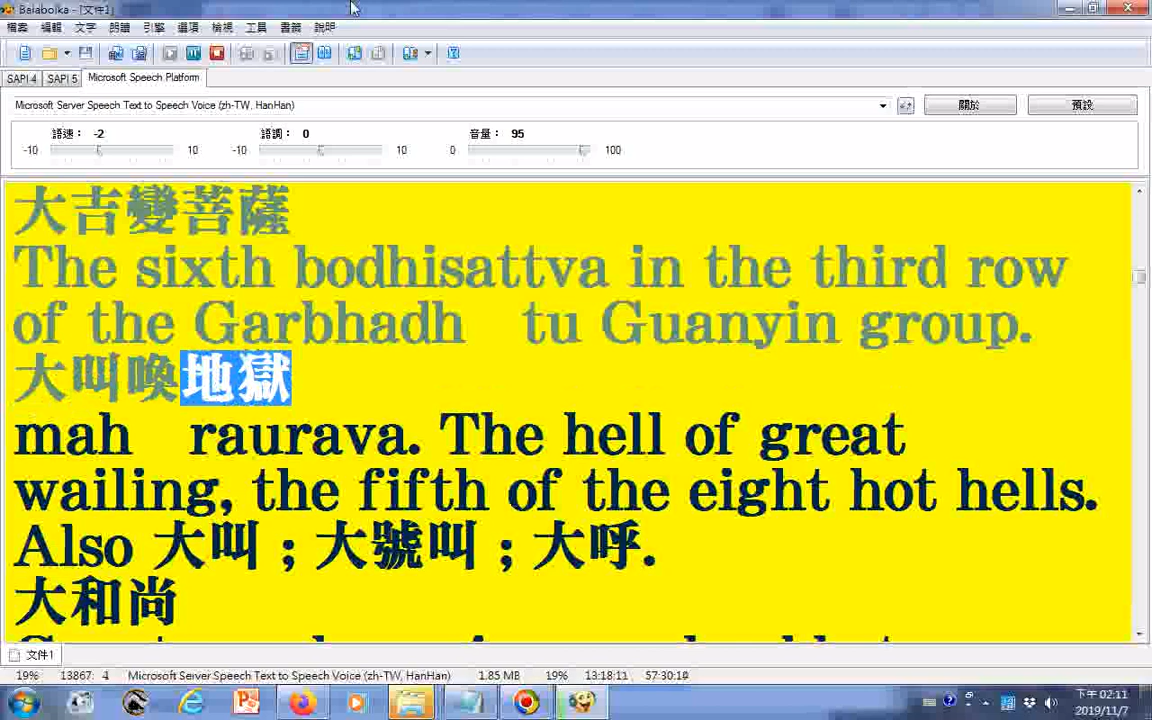 Balabolka - [文件1]
檔案 編輯 文字 朗讀 引擎 選項 檢視 工具 書籤 說明
SAPI 4 SAPI 5 Microsoft Speech Platform
Microsoft Server Speech Text to Speech Voice (zh-TW, HanHan) 關於 預設
語速： -2 語調： 0 音量： 95
-10 10 -10 10 0 100
大吉變菩薩
The sixth bodhisattva in the third row
of the Garbhadh tu Guanyin group.
大叫喚地獄
mah raurava. The hell of great
wailing, the fifth of the eight hot hells.
Also 大叫；大號叫；大呼.
大和尚
文件1
19% 13867: 4 Microsoft Server Speech Text to Speech Voice (zh-TW, HanHan) 1.85 MB 19% 13:18:11 57:30:10
下午 02:11
2019/11/7